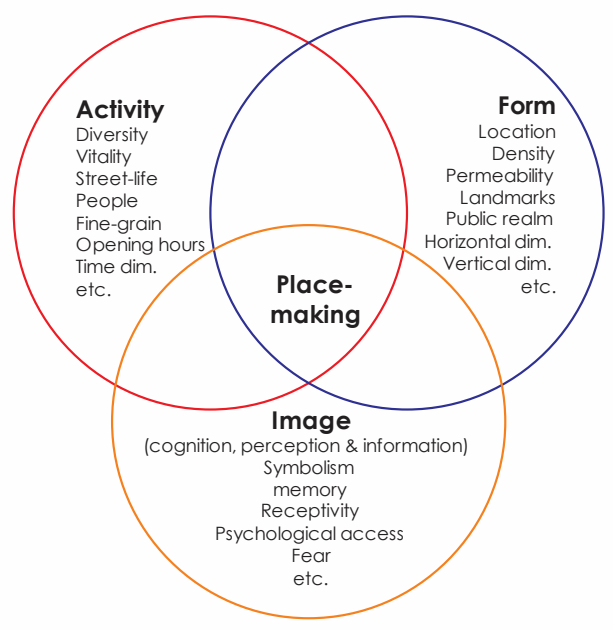 Activity
Diversity
Vitality
Street-life
People
Fine-grain
Opening hours
Time dim.
etc.
Form
Location
Density
Permeability
Landmarks
Public realm
Horizontal dim.
Vertical dim.
etc.
Place-
making
Image
(cognition, perception & information)
Symbolism
memory
Receptivity
Psychological access
Fear
etc.